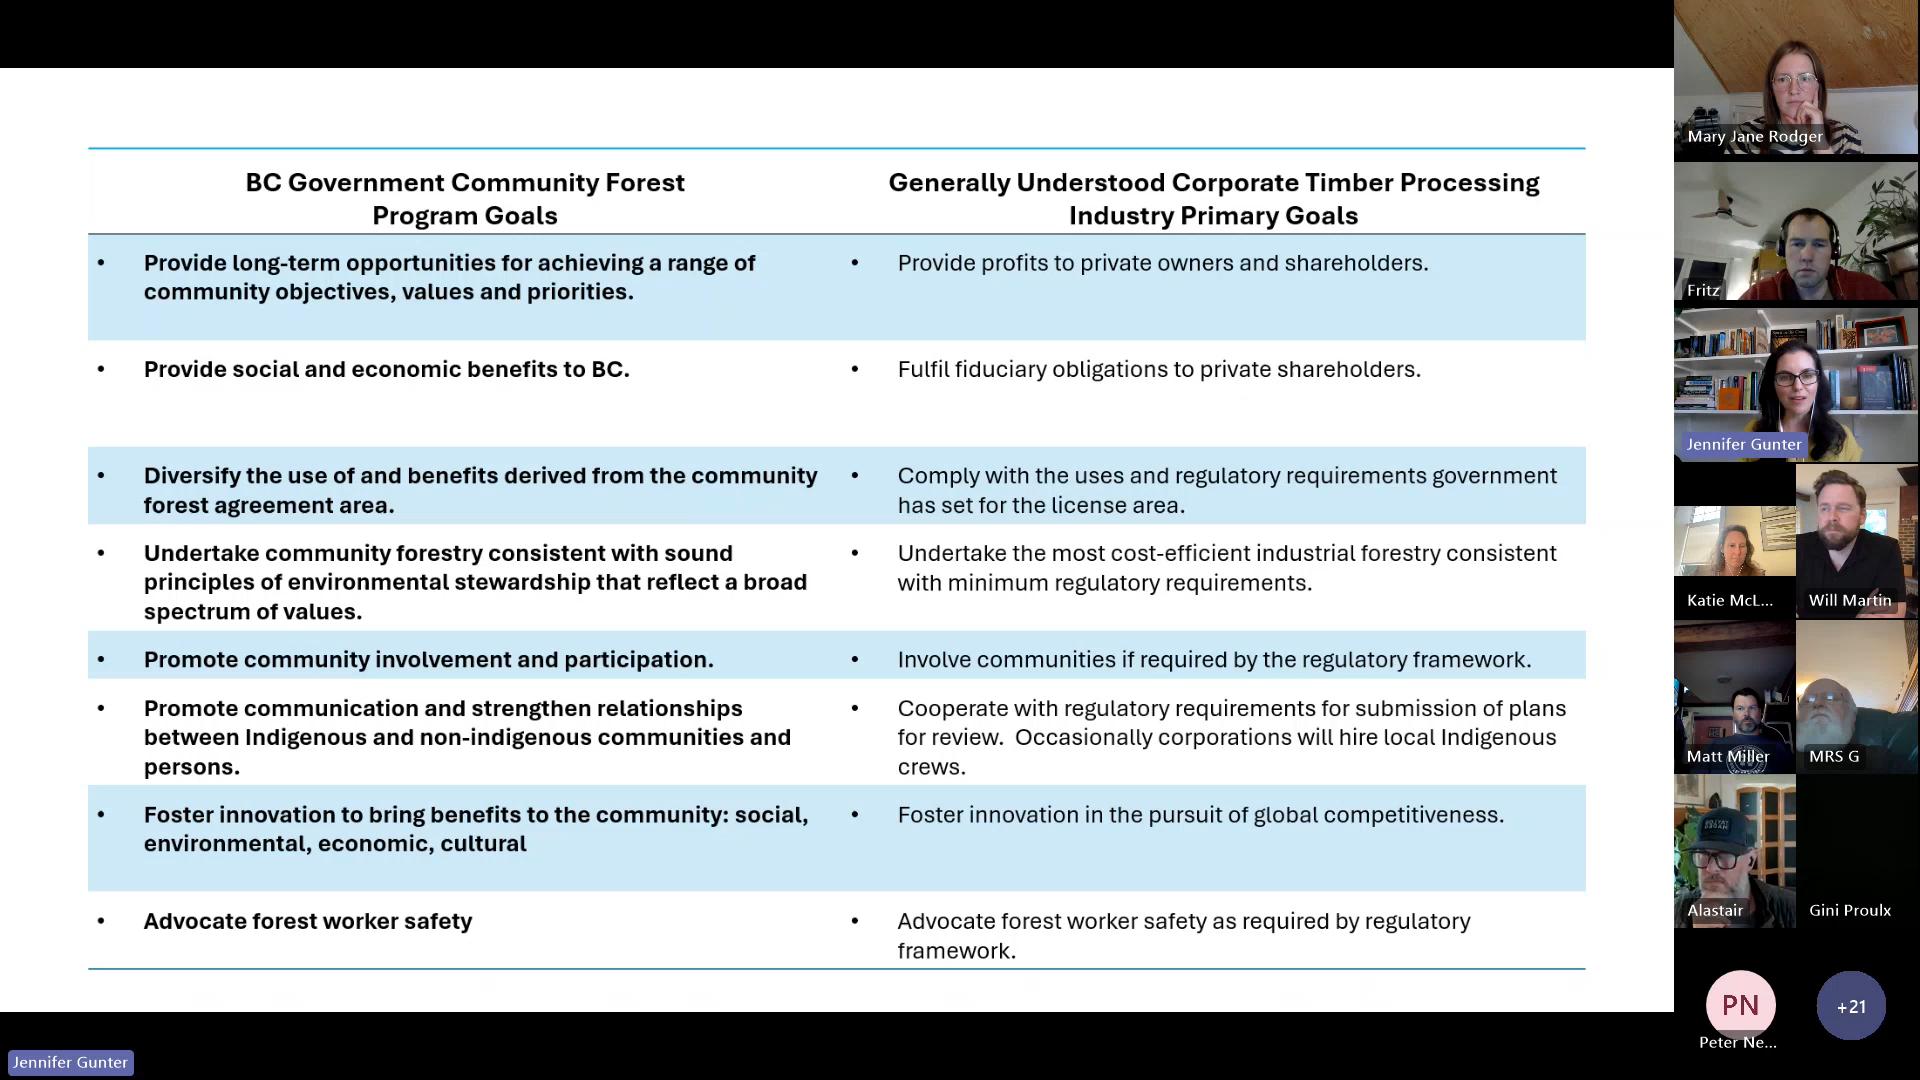 BC Government Community Forest
Program Goals
Generally Understood Corporate Timber Processing
Industry Primary Goals
• Provide long-term opportunities for achieving a range of
community objectives, values and priorities.
• Provide profits to private owners and shareholders.
• Provide social and economic benefits to BC.
• Fulfil fiduciary obligations to private shareholders.
• Diversify the use of and benefits derived from the community
forest agreement area.
• Comply with the uses and regulatory requirements government
has set for the license area.
• Undertake community forestry consistent with sound
principles of environmental stewardship that reflect a broad
spectrum of values.
• Undertake the most cost-efficient industrial forestry consistent
with minimum regulatory requirements.
• Promote community involvement and participation.
• Involve communities if required by the regulatory framework.
• Promote communication and strengthen relationships
between Indigenous and non-indigenous communities and
persons.
• Cooperate with regulatory requirements for submission of plans
for review.  Occasionally corporations will hire local Indigenous
crews.
• Foster innovation to bring benefits to the community: social,
environmental, economic, cultural
• Foster innovation in the pursuit of global competitiveness.
• Advocate forest worker safety
• Advocate forest worker safety as required by regulatory
framework.
Mary Jane Rodger
Fritz
Jennifer Gunter
Katie McL...
Will Martin
Matt Miller
MRS G
Alastair
Gini Proulx
PN
Peter Ne...
+21
Jennifer Gunter